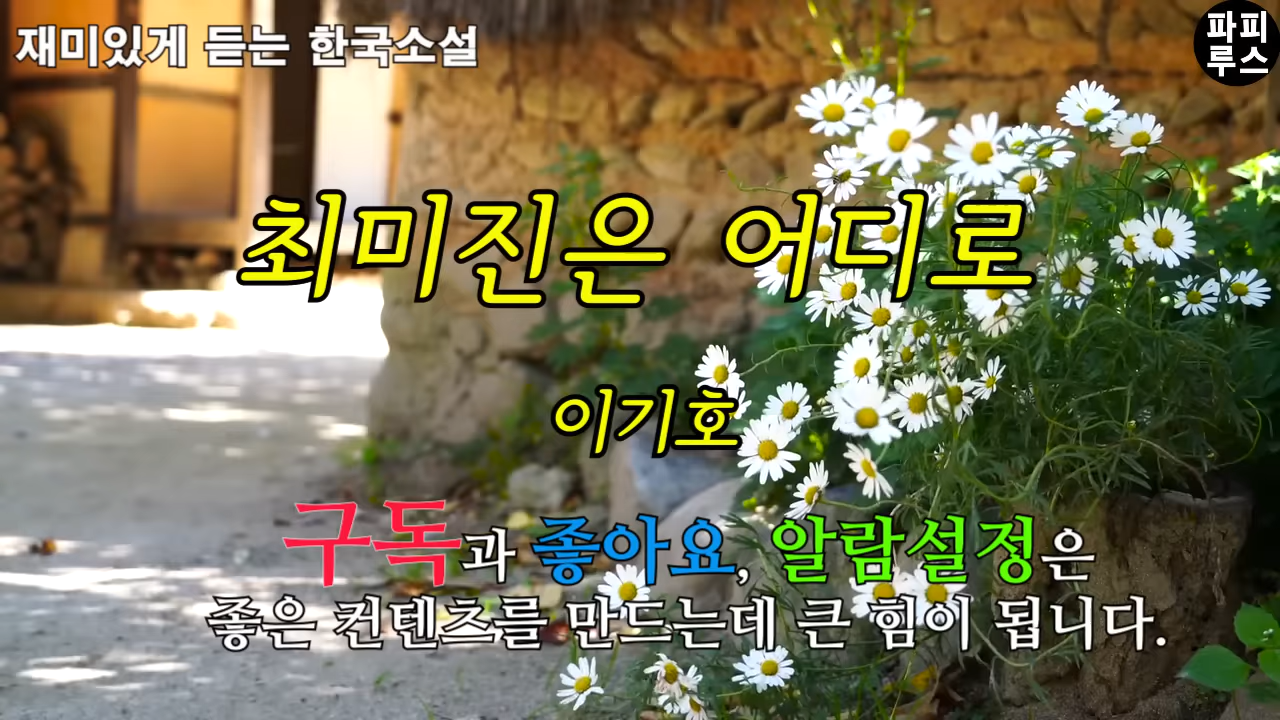 재미있게 듣는 한국소설
파피
루스
최미진은 어디로
이기호
구독과 좋아요, 알람설정은
좋은 컨텐츠를 만드는데 큰 힘이 됩니다.